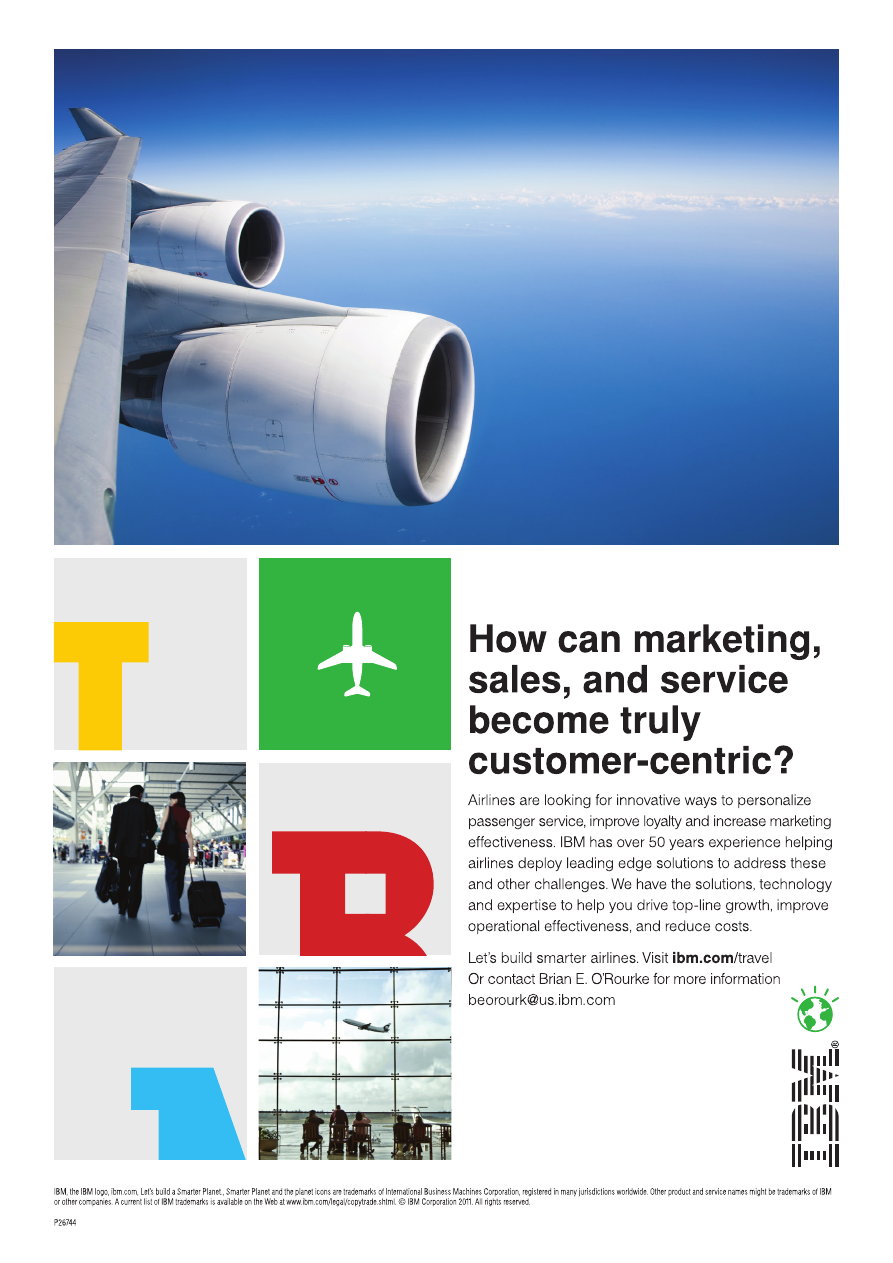 How can marketing,
sales, and service
become truly
customer-centric?
Airlines are looking for innovative ways to personalize
passenger service, improve loyalty and increase marketing
effectiveness. IBM has over 50 years experience helping
airlines deploy leading edge solutions to address these
and other challenges. We have the solutions, technology
and expertise to help you drive top-line growth, improve
operational effectiveness, and reduce costs.
Let's build smarter airlines. Visit ibm.com/travel
Or contact Brian E. O'Rourke for more information
beorourk@us.ibm.com
IBM®
IBM, the IBM logo, ibm.com, Let's build a Smarter Planet., Smarter Planet and the planet icons are trademarks of International Business Machines Corporation, registered in many jurisdictions worldwide. Other product and service names might be trademarks of IBM
or other companies. A current list of IBM trademarks is available on the Web at www.ibm.com/legal/copytrade.shtml. © IBM Corporation 2011. All rights reserved.
P26744